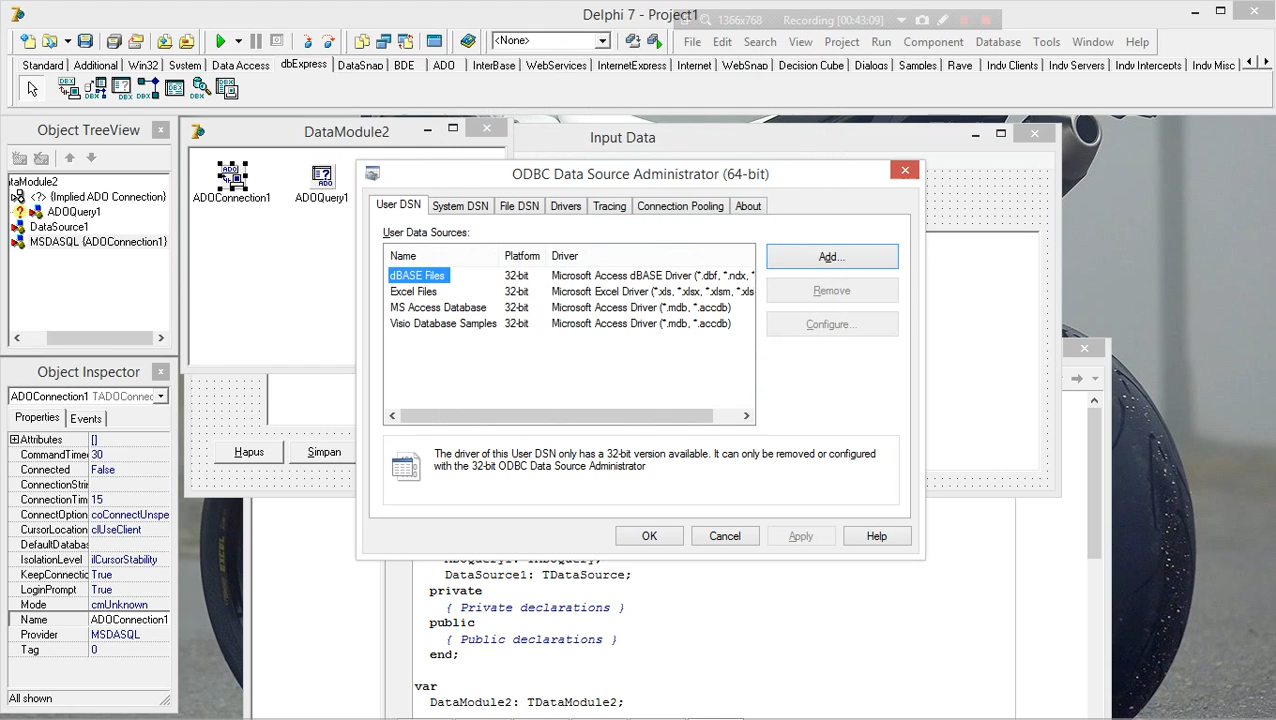 Delphi 7 - Project1
1366x768
Recording [00:43:09]
<None>
File Edit Search View Project Run Component Database Tools Window Help
Standard Additional Win32 System Data Access dbExpress DataSnap BDE ADO InterBase WebServices InternetExpress Internet WebSnap Decision Cube Dialogs Samples Rave Indy Clients Indy Servers Indy Intercepts Indy Misc
Object TreeView
DataModule2
Input Data
ataModule2
<?> {Implied ADO Connection}
ADOQuery1
DataSource1
MSDASQL {ADOConnection1}
ADOConnection1
ADOQuery1
ODBC Data Source Administrator (64-bit)
User DSN System DSN File DSN Drivers Tracing Connection Pooling About
User Data Sources:
Name Platform Driver
dBASE Files 32-bit Microsoft Access dBASE Driver (*.dbf, *.ndx, *
Excel Files 32-bit Microsoft Excel Driver (*.xls, *.xlsx, *.xlsm, *.xls
MS Access Database 32-bit Microsoft Access Driver (*.mdb, *.accdb)
Visio Database Samples 32-bit Microsoft Access Driver (*.mdb, *.accdb)
Add...
Remove
Configure...
The driver of this User DSN only has a 32-bit version available. It can only be removed or configured
with the 32-bit ODBC Data Source Administrator
OK Cancel Apply Help
Hapus Simpan
Object Inspector
ADOConnection1 TADOConnec
Properties Events
Attributes []
CommandTime 30
Connected False
ConnectionStri
ConnectionTim 15
ConnectOption coConnectUnspe
CursorLocation clUseClient
DefaultDatabas
IsolationLevel ilCursorStability
KeepConnectio True
LoginPrompt True
Mode cmUnknown
Name ADOConnection1
Provider MSDASQL
Tag 0
All shown
DataSource1: TDataSource;
private
{ Private declarations }
public
{ Public declarations }
end;
var
DataModule2: TDataModule2;